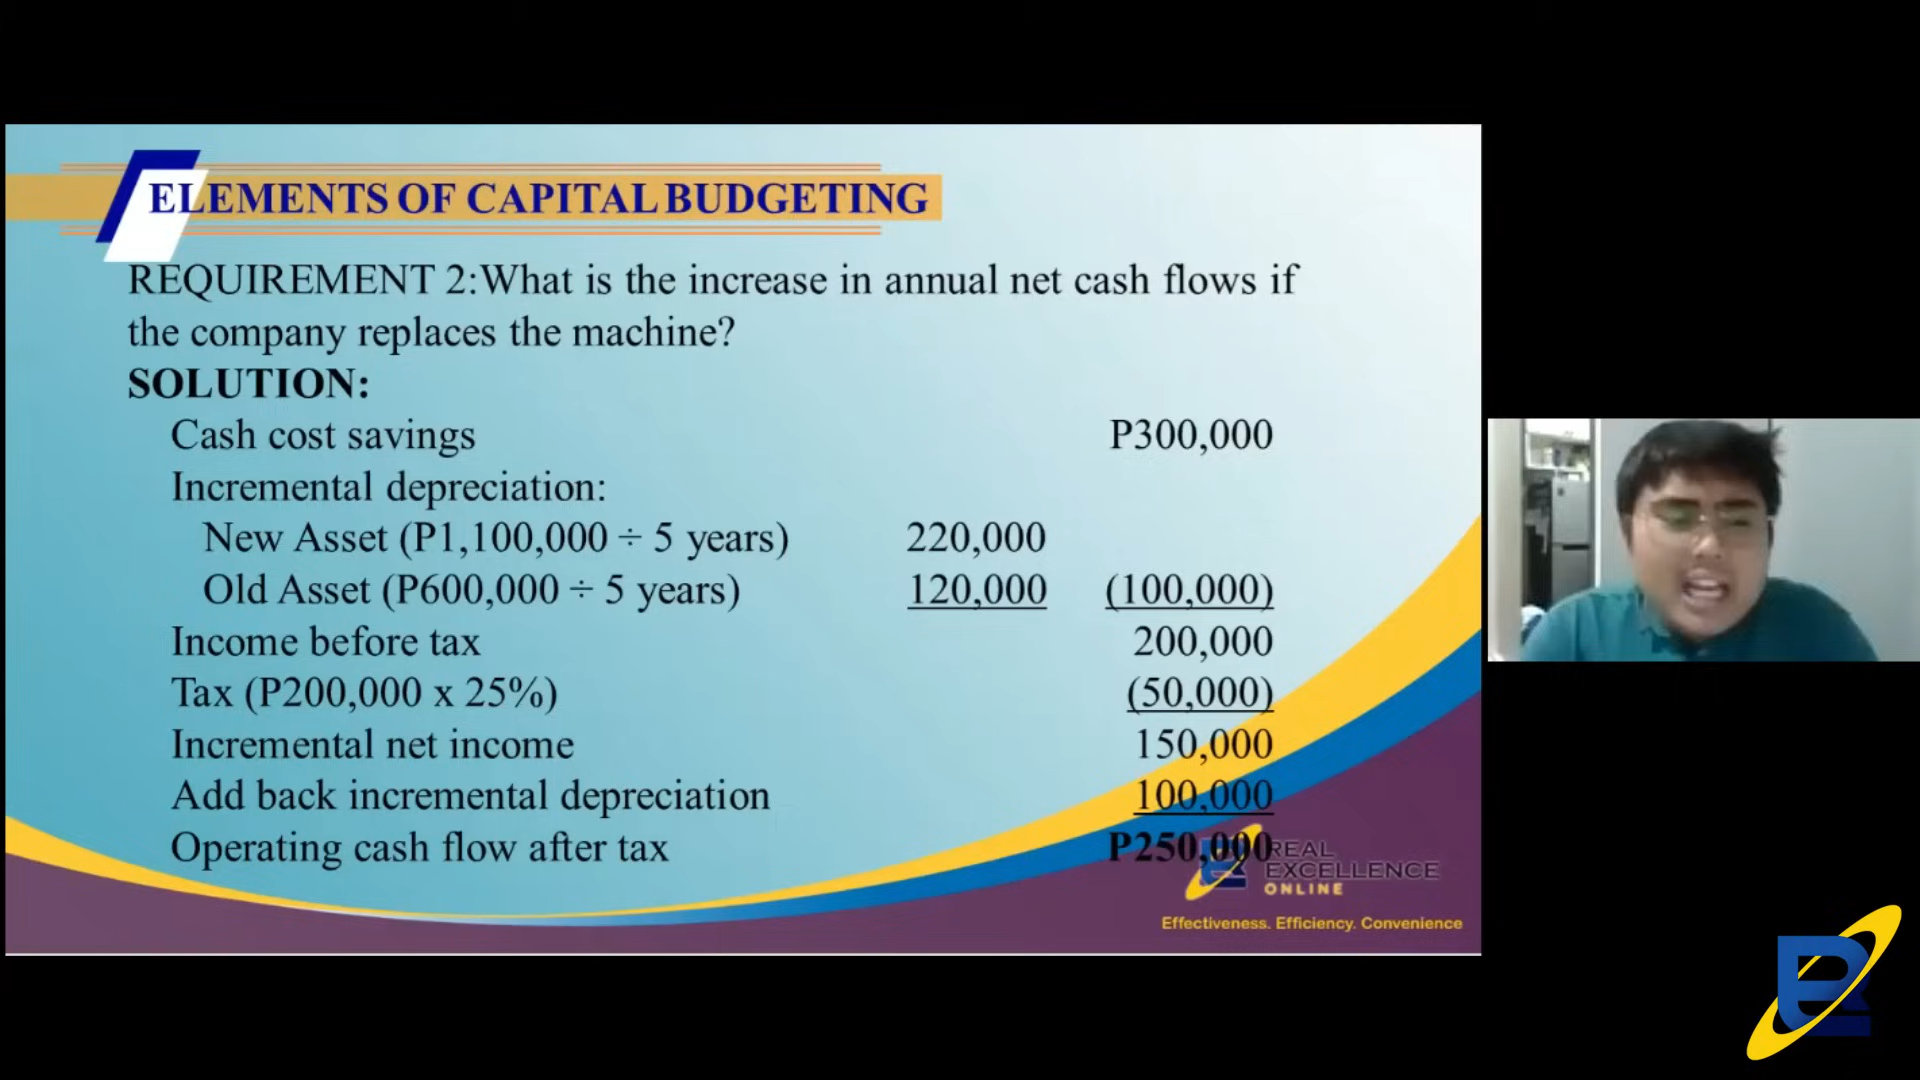 ELEMENTS OF CAPITAL BUDGETING
REQUIREMENT 2:What is the increase in annual net cash flows if
the company replaces the machine?
SOLUTION:
Cash cost savings P300,000
Incremental depreciation:
New Asset (P1,100,000 ÷ 5 years) 220,000
Old Asset (P600,000 ÷ 5 years) 120,000 (100,000)
Income before tax 200,000
Tax (P200,000 x 25%) (50,000)
Incremental net income 150,000
Add back incremental depreciation 100,000
Operating cash flow after tax P250,000
REAL
EXCELLENCE
ONLINE
Effectiveness. Efficiency. Convenience